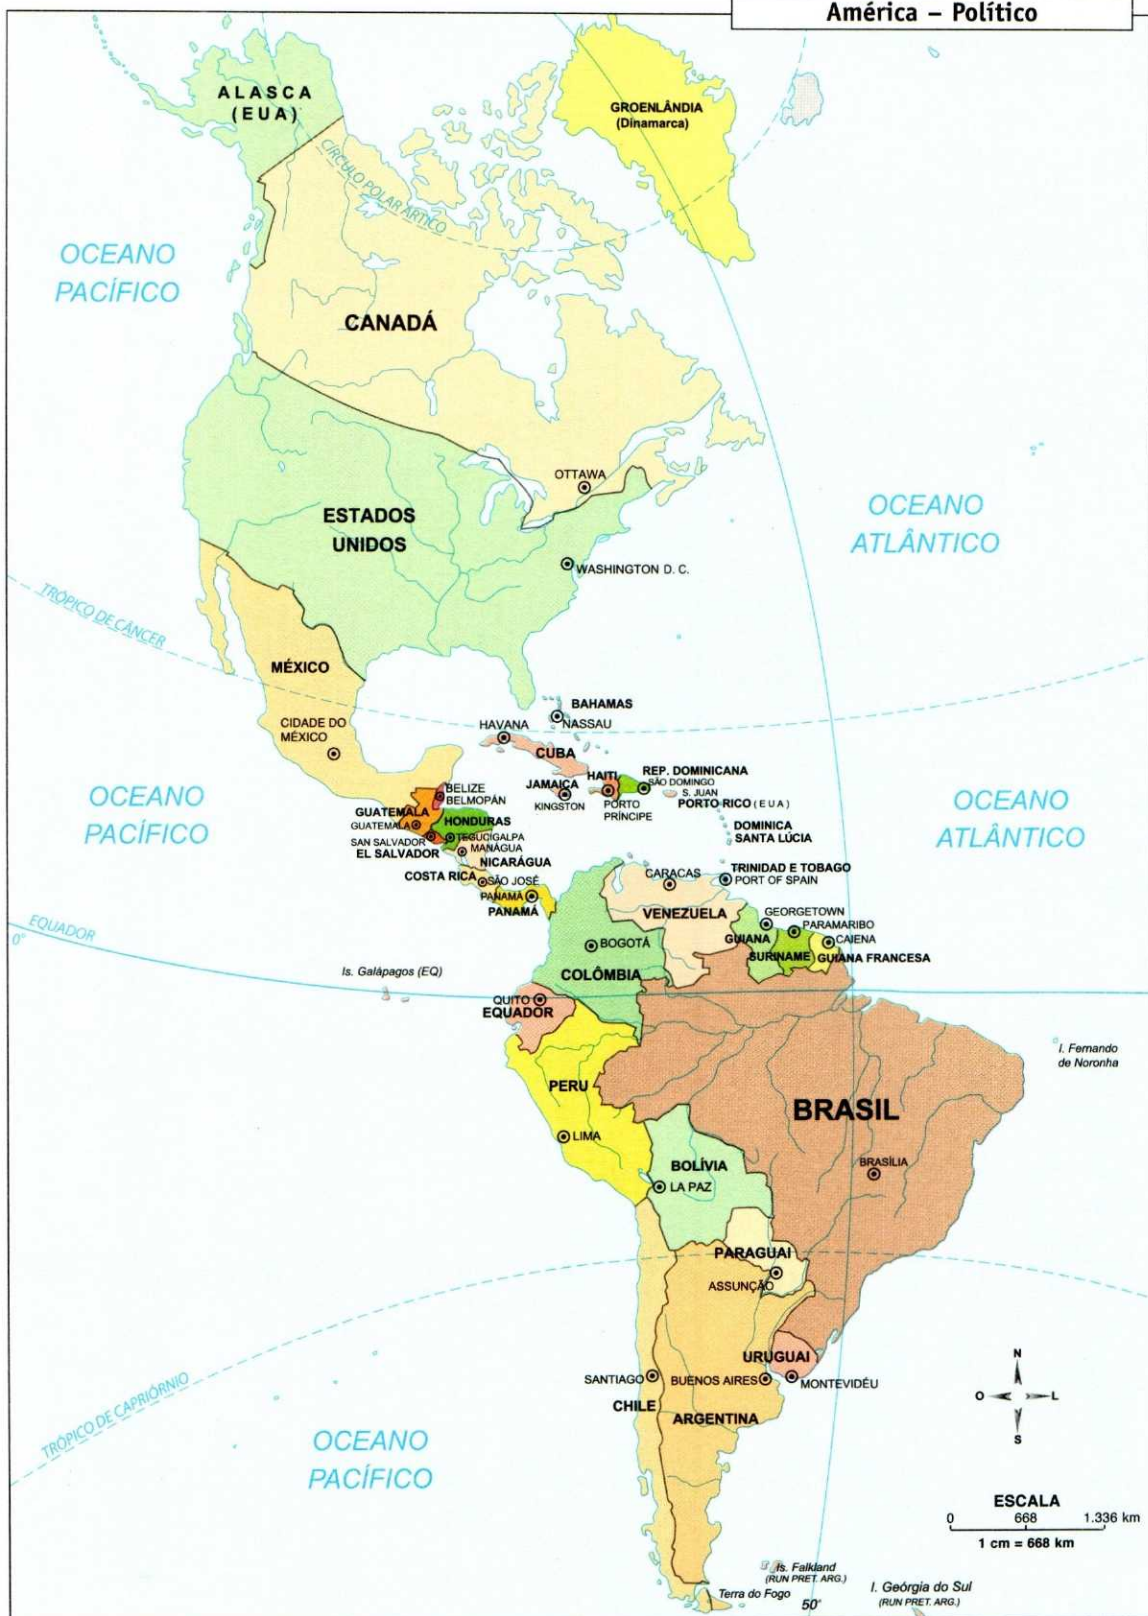 América – Político
ALASCA
(EUA)
GROENLÂNDIA
(Dinamarca)
CÍRCULO POLAR ÁRTICO
OCEANO
PACÍFICO
CANADÁ
OTTAWA
ESTADOS
UNIDOS
OCEANO
ATLÂNTICO
WASHINGTON D. C.
TRÓPICO DE CÂNCER
MÉXICO
CIDADE DO
MÉXICO
BAHAMAS
NASSAU
HAVANA
CUBA
HAITI
REP. DOMINICANA
SÃO DOMINGO
JAMAICA
KINGSTON
PORTO
PRÍNCIPE
S. JUAN
PORTO RICO (EUA)
OCEANO
PACÍFICO
BELIZE
BELMOPÁN
GUATEMALA
GUATEMALA
HONDURAS
TEGUCIGALPA
SAN SALVADOR
EL SALVADOR
MANÁGUA
NICARÁGUA
COSTA RICA
SÃO JOSÉ
PANAMÁ
PANAMÁ
DOMINICA
SANTA LÚCIA
OCEANO
ATLÂNTICO
TRINIDAD E TOBAGO
PORT OF SPAIN
CARACAS
VENEZUELA
GEORGETOWN
PARAMARIBO
CAIENA
GUIANA
SURINAME
GUIANA FRANCESA
BOGOTÁ
COLÔMBIA
EQUADOR
0°
Is. Galápagos (EQ)
QUITO
EQUADOR
I. Fernando
de Noronha
PERU
LIMA
BRASIL
BRASÍLIA
BOLÍVIA
LA PAZ
PARAGUAI
ASSUNÇÃO
URUGUAI
MONTEVIDÉU
SANTIAGO
CHILE
BUENOS AIRES
ARGENTINA
TRÓPICO DE CAPRIÓRNIO
OCEANO
PACÍFICO
N
O
L
S
ESCALA
0 668 1.336 km
1 cm = 668 km
Is. Falkland
(RUN PRET. ARG.)
Terra do Fogo
50°
I. Geórgia do Sul
(RUN PRET. ARG.)